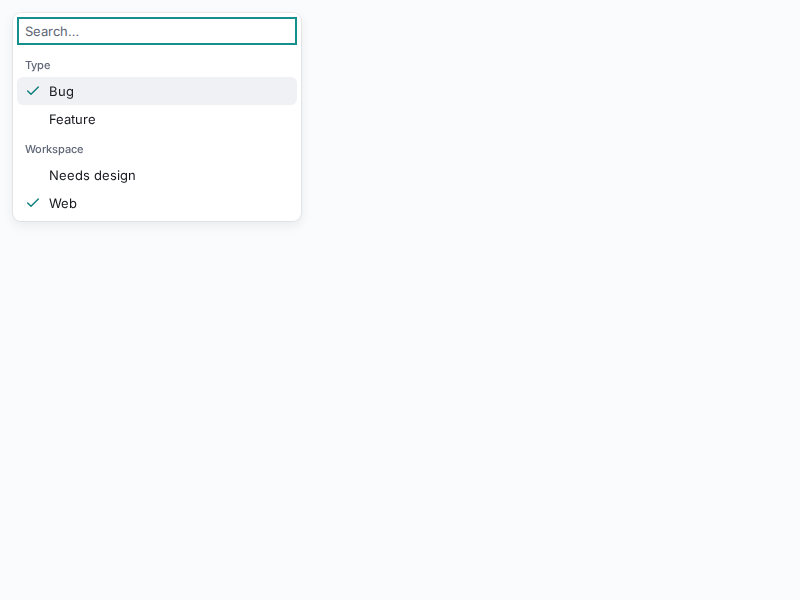 Search...
Type
Bug
Feature
Workspace
Needs design
Web